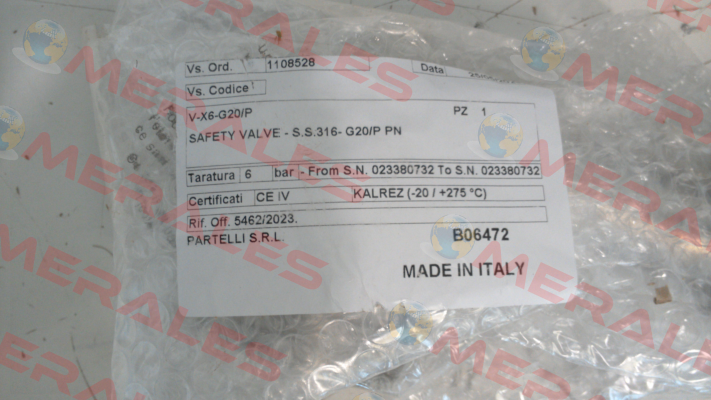 Vs. Ord. 1108528 Data
Vs. Codice
V-X6-G20/P PZ 1
SAFETY VALVE - S.S.316- G20/P PN
Taratura 6 bar - From S.N. 023380732 To S.N. 023380732
Certificati CE IV KALREZ (-20 / +275 °C)
Rif. Off. 5462/2023.
PARTELLI S.R.L. B06472
MADE IN ITALY
MERALES